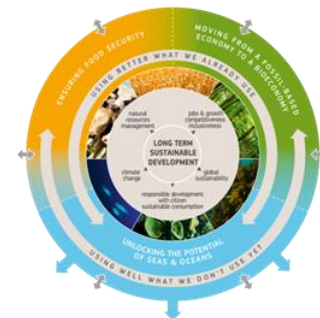 ENSURING FOOD SECURITY
MOVING FROM A FOSSIL-BASED
ECONOMY TO A BIOECONOMY
USING BETTER WHAT WE ALREADY USE
natural
resources
management
jobs & growth
competitiveness
inclusiveness
LONG TERM
SUSTAINABLE
DEVELOPMENT
climate
change
global
sustainability
responsible development
with citizen
sustainable consumption
UNLOCKING THE POTENTIAL
OF SEAS & OCEANS
USING WELL WHAT WE DON'T USE YET